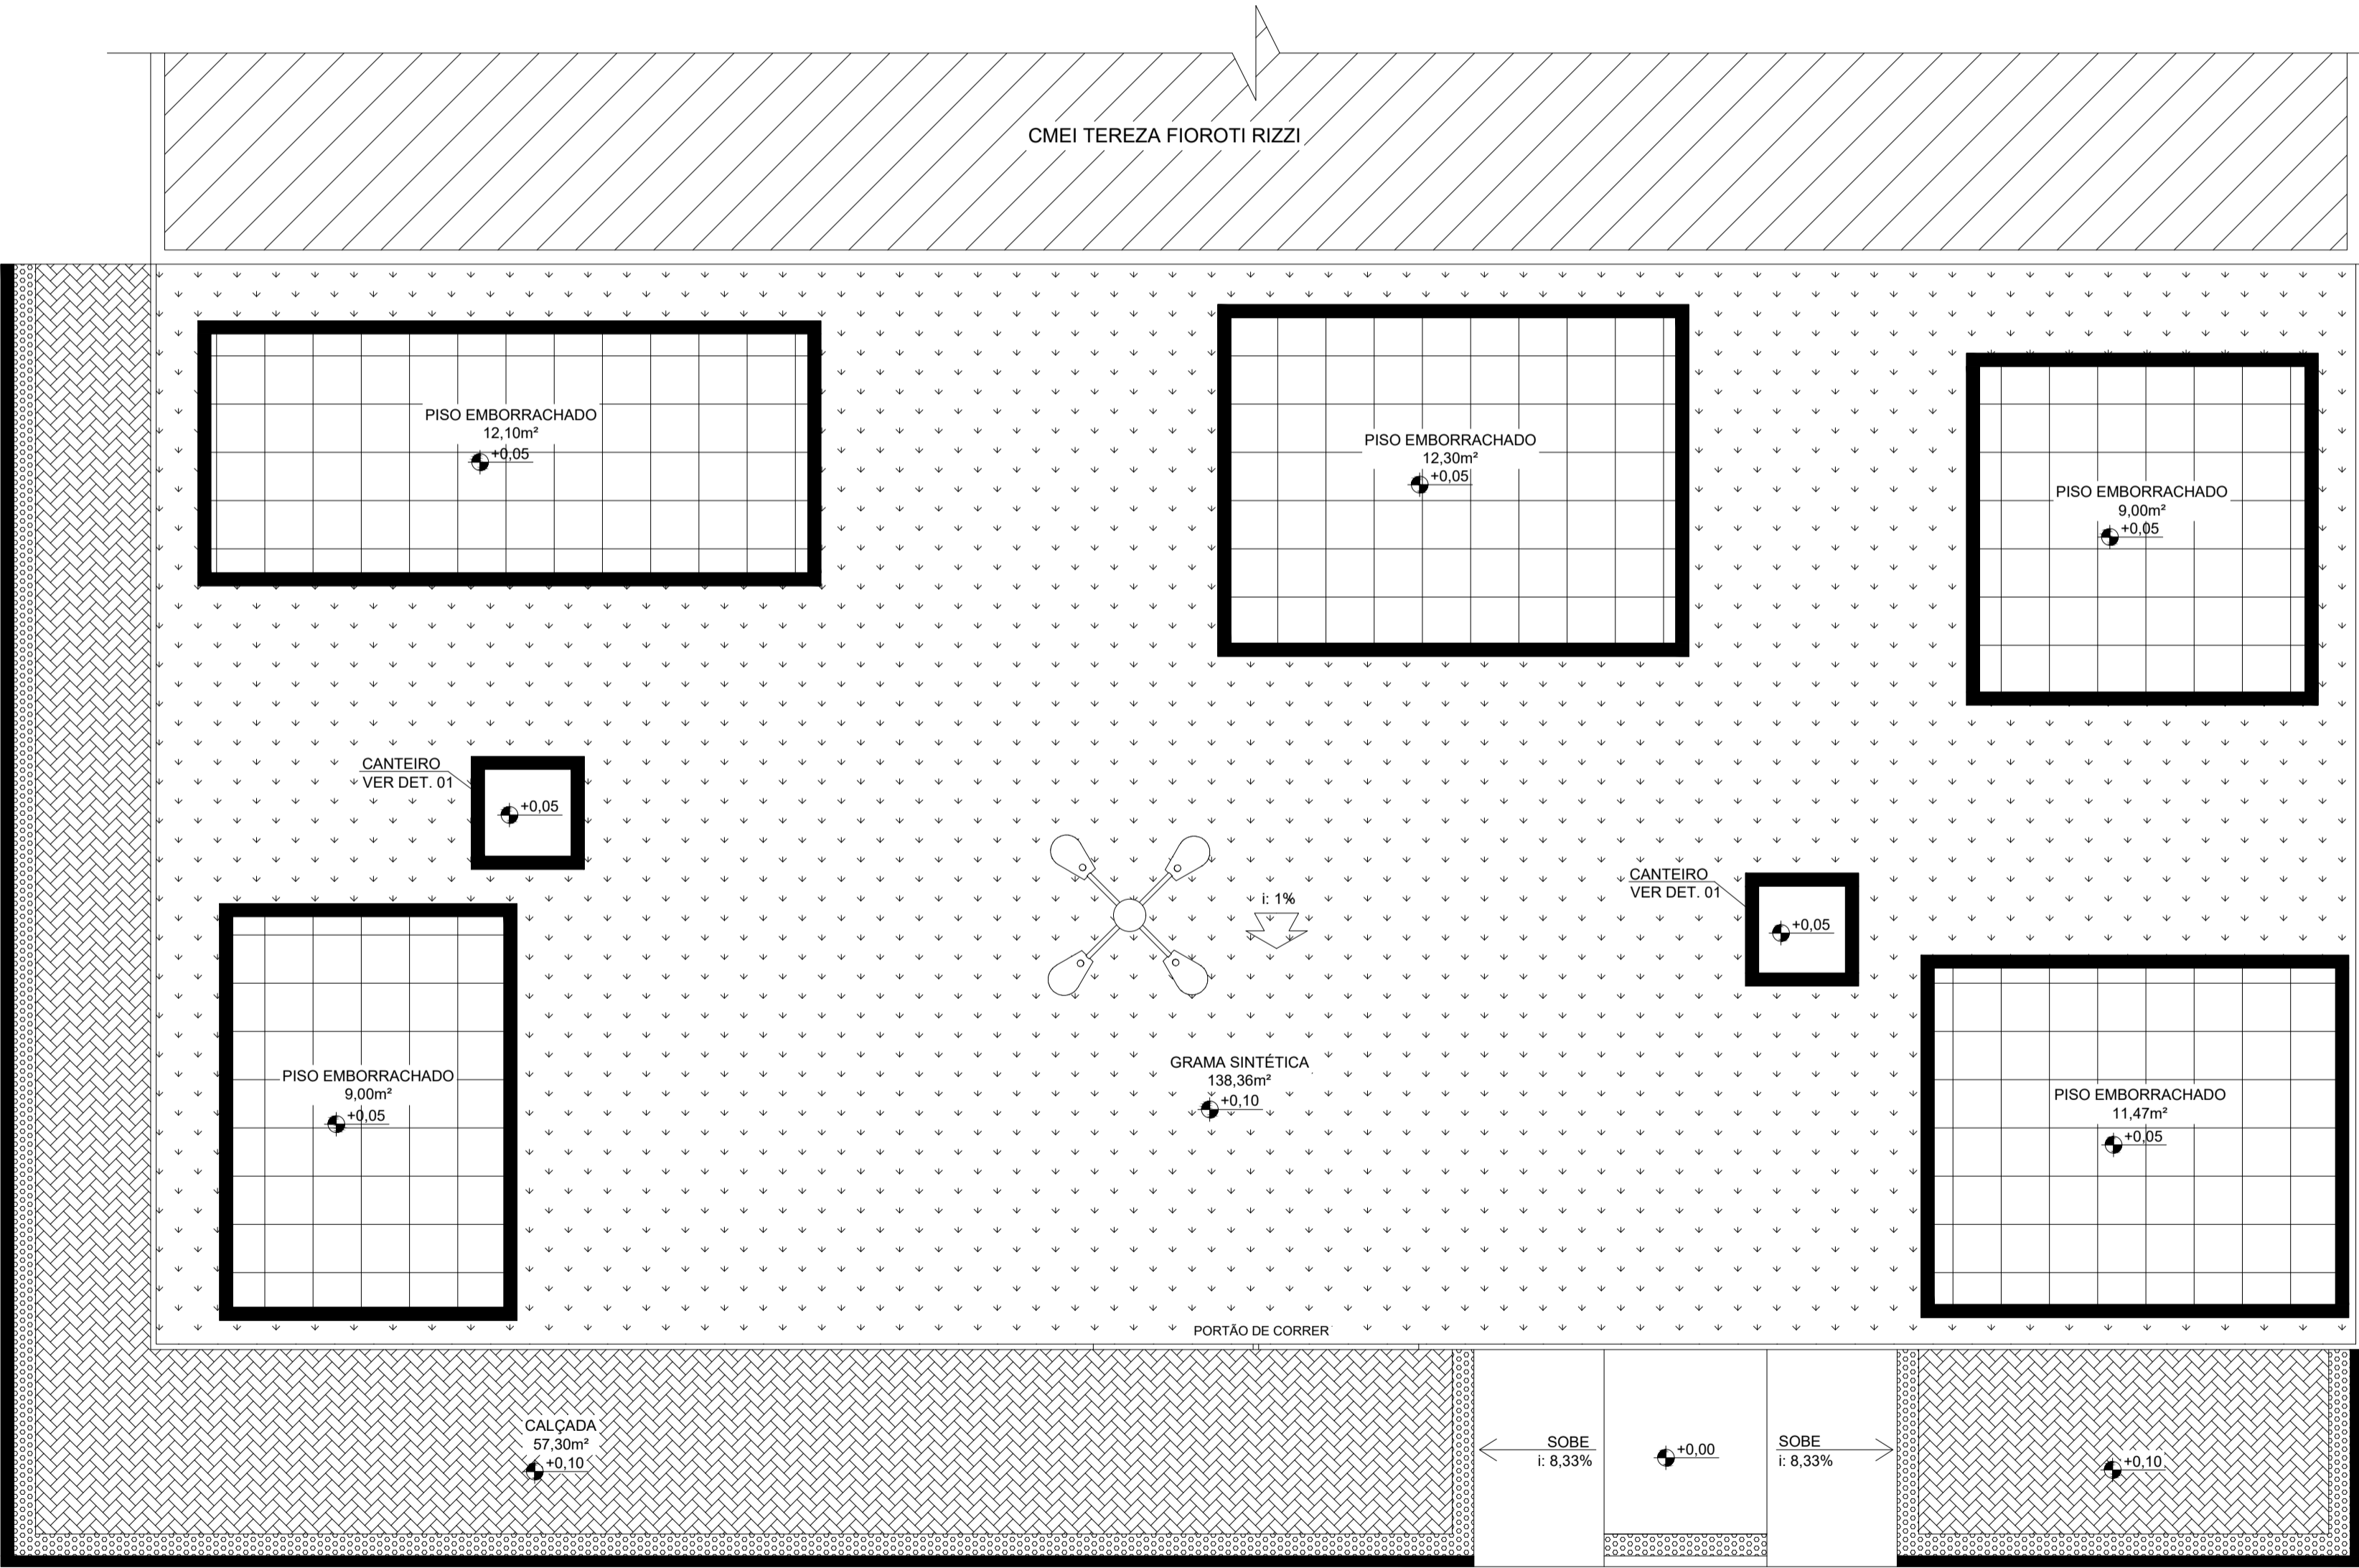 CMEI TEREZA FIOROTI RIZZI
PISO EMBORRACHADO
12,10m²
+0,05
PISO EMBORRACHADO
12,30m²
+0,05
PISO EMBORRACHADO
9,00m²
+0,05
CANTEIRO
VER DET. 01
+0,05
CANTEIRO
VER DET. 01
+0,05
i: 1%
PISO EMBORRACHADO
9,00m²
+0,05
GRAMA SINTÉTICA
138,36m²
+0,10
PISO EMBORRACHADO
11,47m²
+0,05
PORTÃO DE CORRER
CALÇADA
57,30m²
+0,10
SOBE
i: 8,33%
+0,00
SOBE
i: 8,33%
+0,10